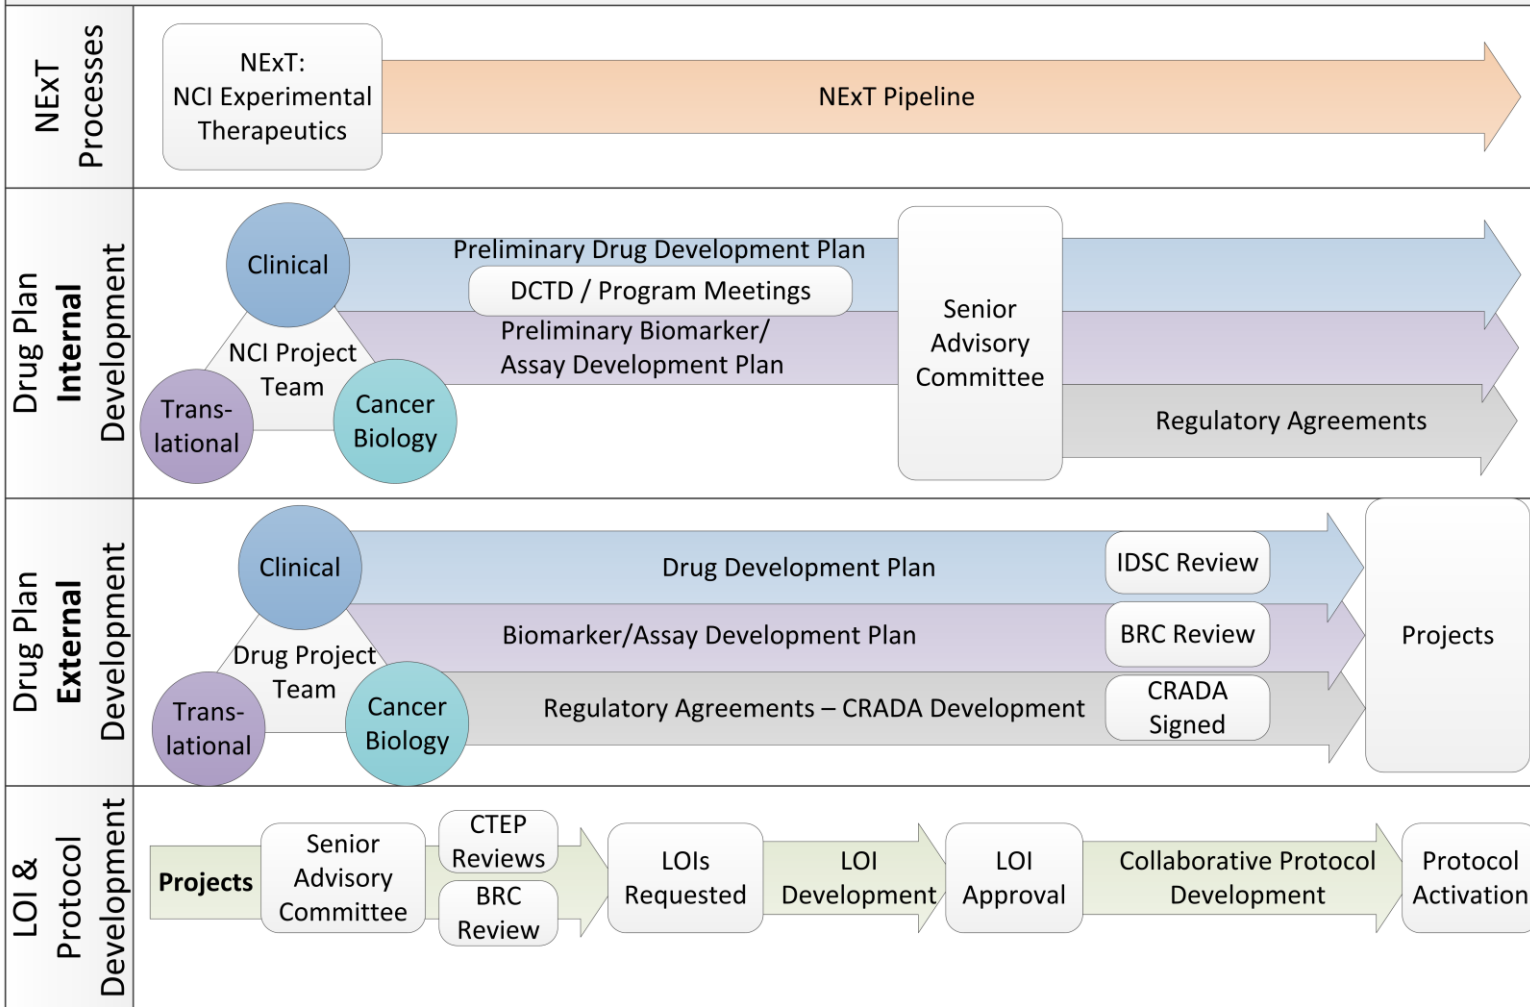 NExT
Processes
NExT:
NCI Experimental
Therapeutics
NExT Pipeline
Drug Plan
Internal
Development
Clinical
NCI Project
Team
Trans-
lational
Cancer
Biology
Preliminary Drug Development Plan
DCTD / Program Meetings
Preliminary Biomarker/
Assay Development Plan
Senior
Advisory
Committee
Regulatory Agreements
Drug Plan
External
Development
Clinical
Drug Project
Team
Trans-
lational
Cancer
Biology
Drug Development Plan
IDSC Review
Biomarker/Assay Development Plan
BRC Review
Regulatory Agreements – CRADA Development
CRADA
Signed
Projects
LOI &
Protocol
Development
Projects
Senior
Advisory
Committee
CTEP
Reviews
BRC
Review
LOIs
Requested
LOI
Development
LOI
Approval
Collaborative Protocol
Development
Protocol
Activation